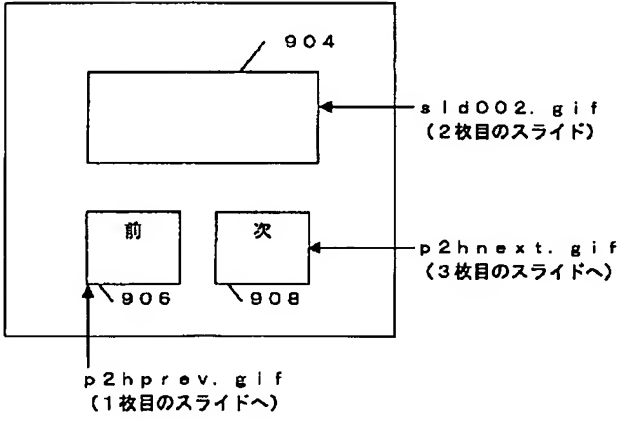 904
sld002.gif
(2枚目のスライド)
前
次
p2hnext.gif
(3枚目のスライドへ)
906
908
p2hprev.gif
(1枚目のスライドへ)